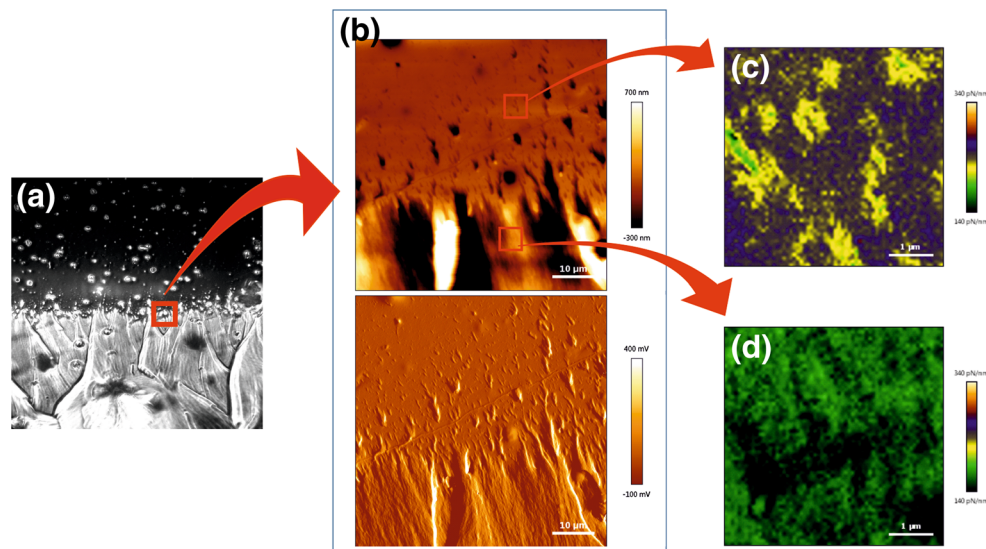 (a)
(b)
700 nm
-300 nm
10 µm
400 mV
-100 mV
10 µm
(c)
340 pN/nm
140 pN/nm
1 µm
(d)
340 pN/nm
140 pN/nm
1 µm